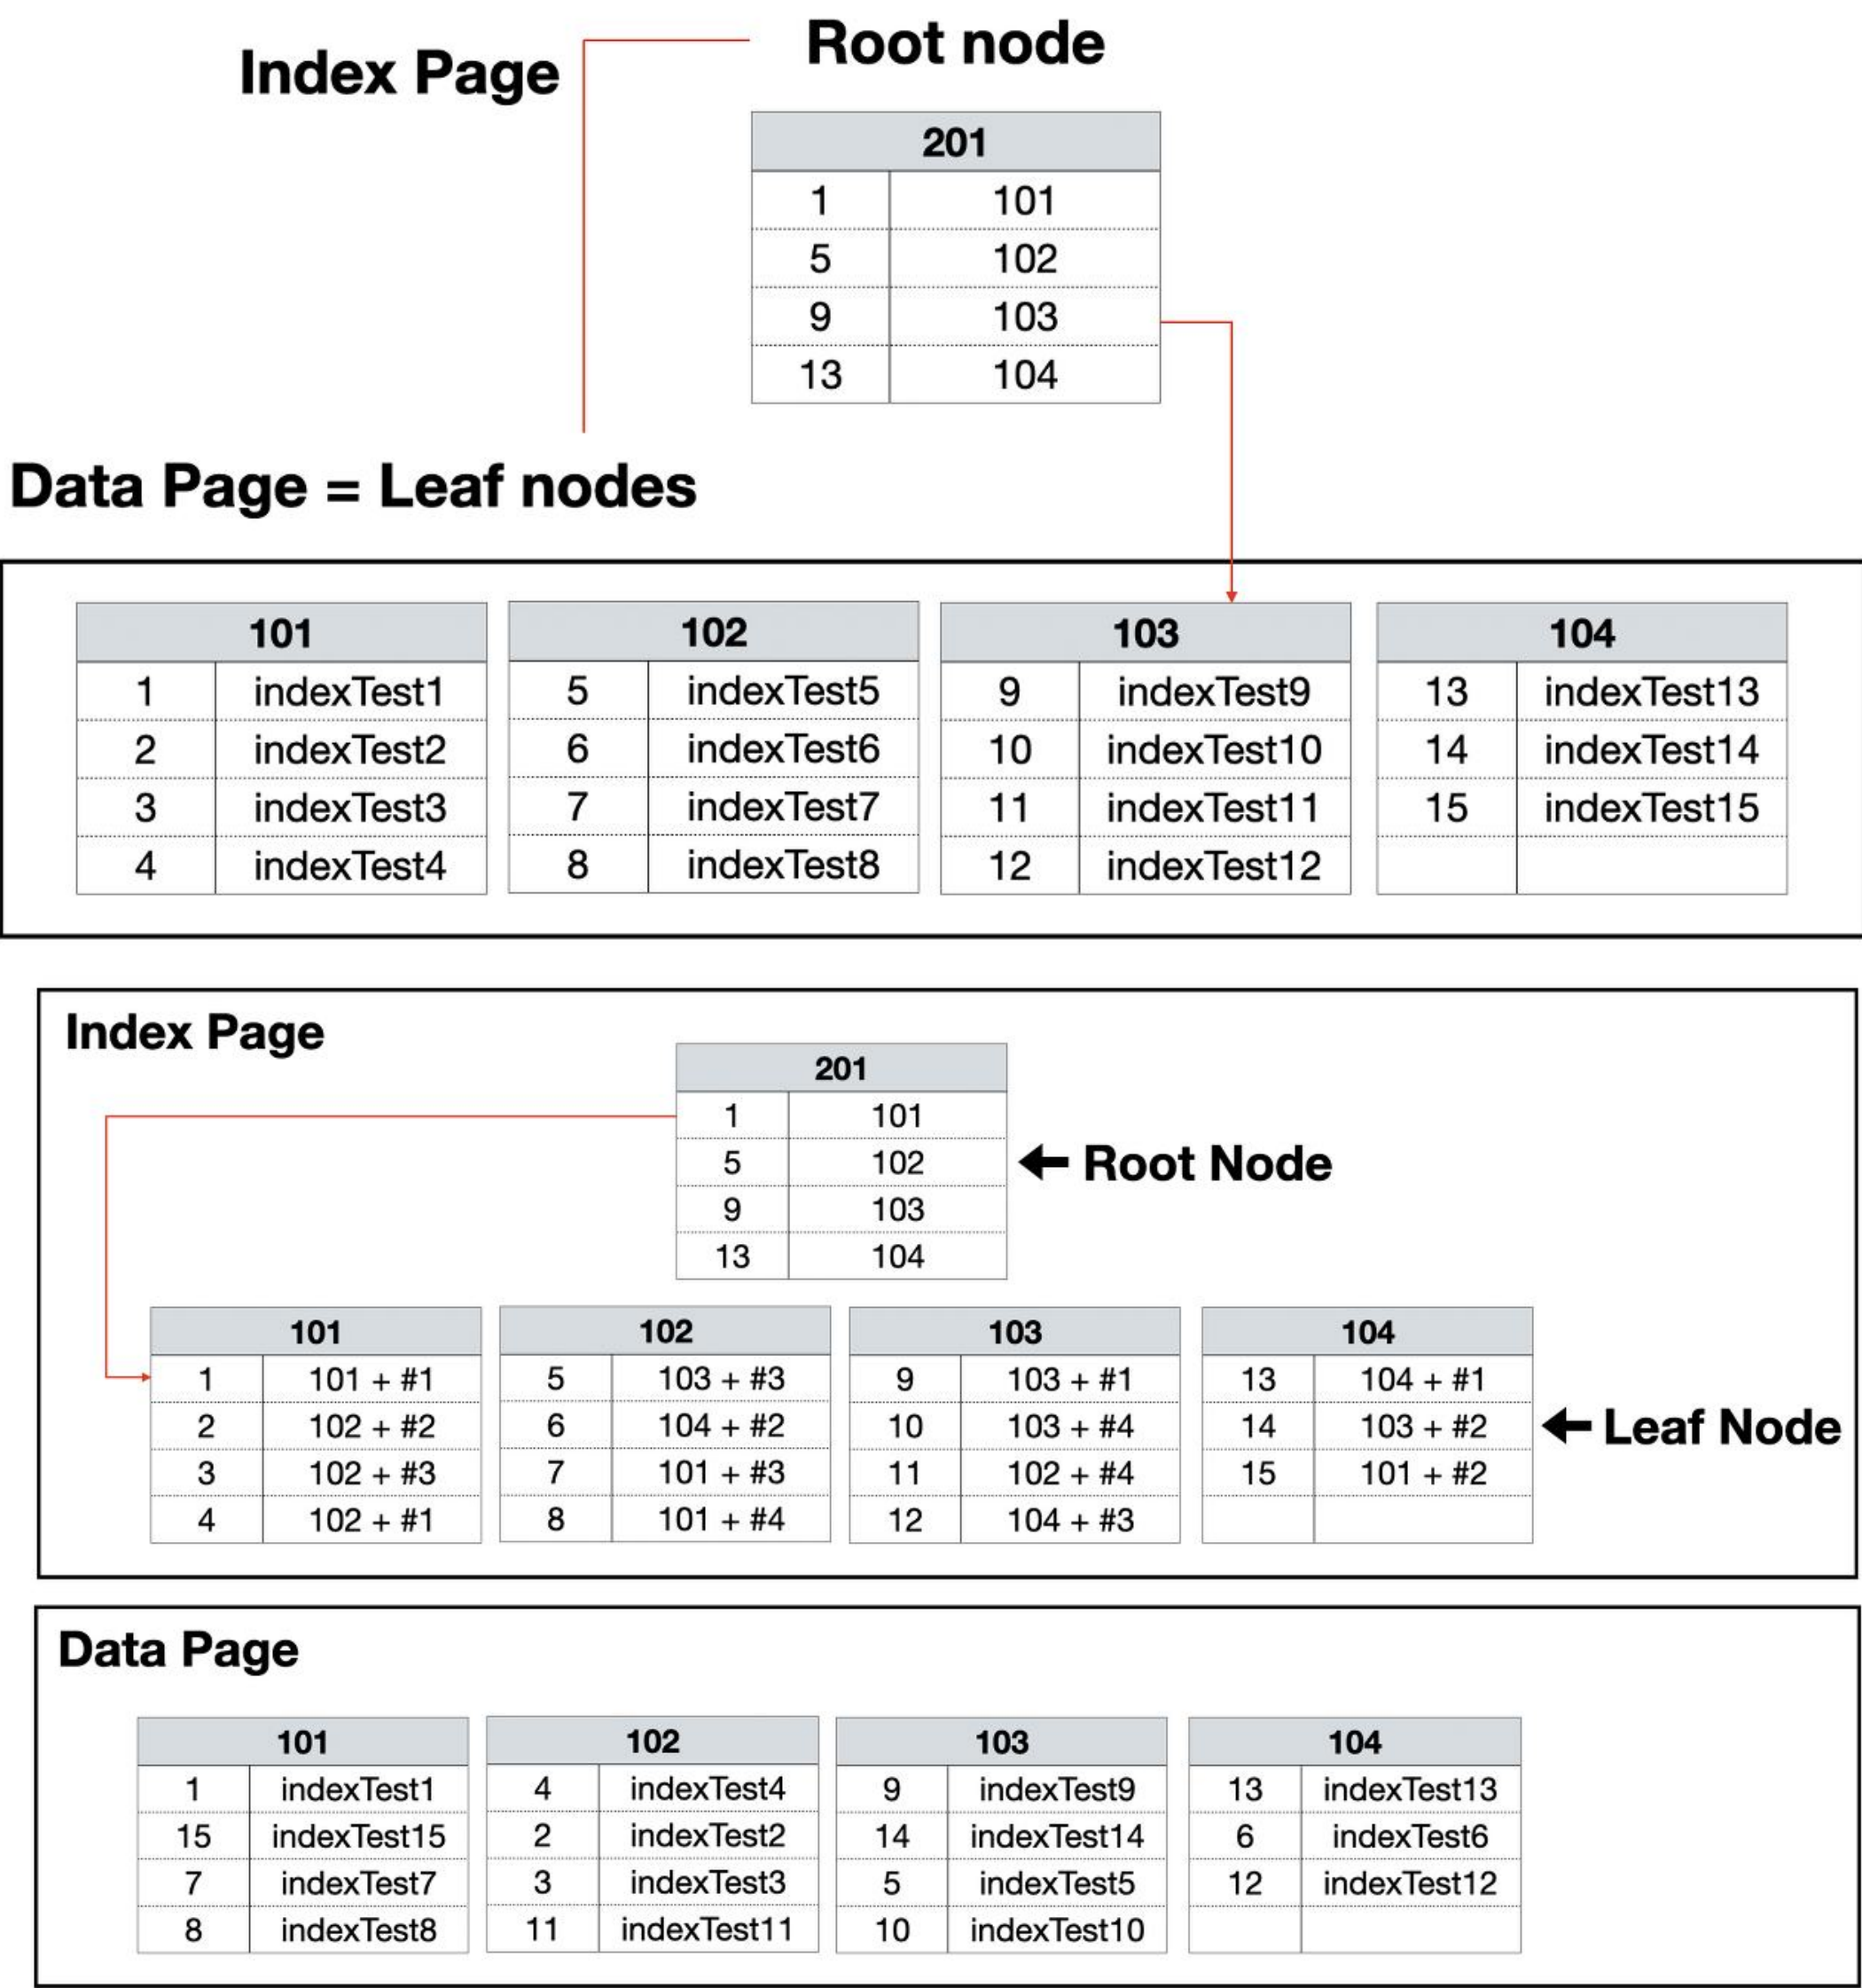 Root node
Index Page
201
1 101
5 102
9 103
13 104
Data Page = Leaf nodes
101 102 103 104
1 indexTest1 5 indexTest5 9 indexTest9 13 indexTest13
2 indexTest2 6 indexTest6 10 indexTest10 14 indexTest14
3 indexTest3 7 indexTest7 11 indexTest11 15 indexTest15
4 indexTest4 8 indexTest8 12 indexTest12
Index Page
201
1 101
5 102
← Root Node
9 103
13 104
101 102 103 104
1 101 + #1 5 103 + #3 9 103 + #1 13 104 + #1
2 102 + #2 6 104 + #2 10 103 + #4 14 103 + #2
← Leaf Node
3 102 + #3 7 101 + #3 11 102 + #4 15 101 + #2
4 102 + #1 8 101 + #4 12 104 + #3
Data Page
101 102 103 104
1 indexTest1 4 indexTest4 9 indexTest9 13 indexTest13
15 indexTest15 2 indexTest2 14 indexTest14 6 indexTest6
7 indexTest7 3 indexTest3 5 indexTest5 12 indexTest12
8 indexTest8 11 indexTest11 10 indexTest10